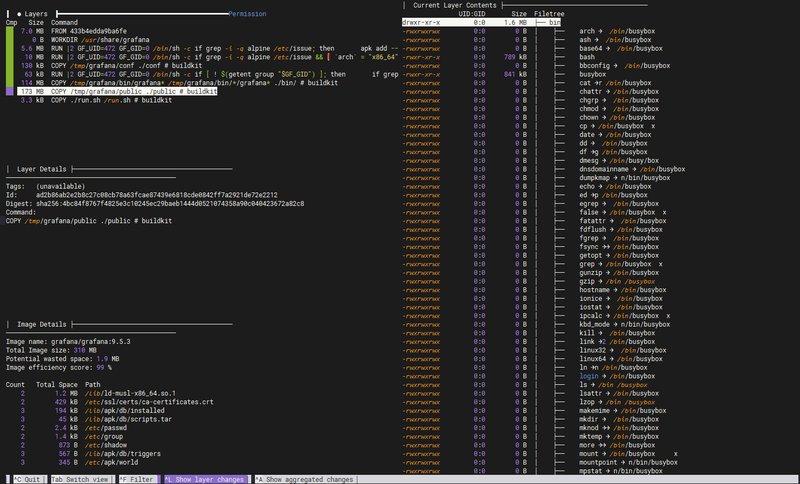 ● Layers
Permission
Cmp Size Command
7.0 MB FROM 433b4edda9ba6fe
0 B WORKDIR /usr/share/grafana
5.6 MB RUN |2 GF_UID=472 GF_GID=0 /bin/sh -c if grep -i -q alpine /etc/issue; then apk add --
10 MB RUN |2 GF_UID=472 GF_GID=0 /bin/sh -c if grep -i -q alpine /etc/issue && [ `arch` = "x86_64"
130 kB COPY /tmp/grafana/conf ./conf # buildkit
63 kB RUN |2 GF_UID=472 GF_GID=0 /bin/sh -c if [ ! $(getent group "$GF_GID") ]; then if grep
114 MB COPY /tmp/grafana/bin/grafana* /tmp/grafana/bin/*/grafana* ./bin/ # buildkit
173 MB COPY /tmp/grafana/public ./public # buildkit
3.3 kB COPY ./run.sh /run.sh # buildkit
Layer Details
Tags: (unavailable)
Id: ad2b86ab2e2b8c27c08cb78a63fcae87439e6818cde0842ff7a2921de72e2212
Digest: sha256:4bc84f8767f4825e3c10245ec29baeb1444d0521074358a90c040423672a82c8
Command:
COPY /tmp/grafana/public ./public # buildkit
Image Details
Image name: grafana/grafana:9.5.3
Total Image size: 310 MB
Potential wasted space: 1.9 MB
Image efficiency score: 99 %
Count Total Space Path
2 1.2 MB /lib/ld-musl-x86_64.so.1
2 429 kB /etc/ssl/certs/ca-certificates.crt
3 194 kB /lib/apk/db/installed
3 45 kB /lib/apk/db/scripts.tar
2 2.4 kB /etc/passwd
2 1.4 kB /etc/group
2 873 B /etc/shadow
3 567 B /lib/apk/db/triggers
3 345 B /etc/apk/world
^C Quit Tab Switch view ^F Filter ^L Show layer changes ^A Show aggregated changes
Current Layer Contents
UID:GID Size Filetree
drwxr-xr-x 0:0 1.6 MB ├── bin
-rwxrwxrwx 0:0 0 B │ ├── arch → /bin/busybox
-rwxrwxrwx 0:0 0 B │ ├── ash → /bin/busybox
-rwxrwxrwx 0:0 0 B │ ├── base64 → /bin/busybox
-rwxr-xr-x 0:0 789 kB │ ├── bash
-rwxrwxrwx 0:0 0 B │ ├── bbconfig → /bin/busybox
-rwxr-xr-x 0:0 841 kB │ ├── busybox
-rwxrwxrwx 0:0 0 B │ ├── cat →r /bin/busybox
-rwxrwxrwx 0:0 0 B │ ├── chattr → /bin/busybox
-rwxrwxrwx 0:0 0 B │ ├── chgrp → /bin/busybox
-rwxrwxrwx 0:0 0 B │ ├── chmod → /bin/busybox
-rwxrwxrwx 0:0 0 B │ ├── chown → /bin/busybox
-rwxrwxrwx 0:0 0 B │ ├── cp → /bin/busybox x
-rwxrwxrwx 0:0 0 B │ ├── date → /bin/busybox
-rwxrwxrwx 0:0 0 B │ ├── dd → /bin/busybox
-rwxrwxrwx 0:0 0 B │ ├── df →g /bin/busybox
-rwxrwxrwx 0:0 0 B │ ├── dmesg → /bin/busy/box
-rwxrwxrwx 0:0 0 B │ ├── dnsdomainname → /bin/busybox
-rwxrwxrwx 0:0 0 B │ ├── dumpkmap → n/bin/busybox
-rwxrwxrwx 0:0 0 B │ ├── echo → /bin/busybox
-rwxrwxrwx 0:0 0 B │ ├── ed →p /bin/busybox
-rwxrwxrwx 0:0 0 B │ ├── egrep → /bin/busybox
-rwxrwxrwx 0:0 0 B │ ├── false → /bin/busybox x
-rwxrwxrwx 0:0 0 B │ ├── fatattr → /bin/busybox
-rwxrwxrwx 0:0 0 B │ ├── fdflush → /bin/busybox
-rwxrwxrwx 0:0 0 B │ ├── fgrep → /bin/busybox
-rwxrwxrwx 0:0 0 B │ ├── fsync →→ /bin/busybox
-rwxrwxrwx 0:0 0 B │ ├── getopt → /bin/busybox
-rwxrwxrwx 0:0 0 B │ ├── grep → /bin/busybox x
-rwxrwxrwx 0:0 0 B │ ├── gunzip → /bin/busybox
-rwxrwxrwx 0:0 0 B │ ├── gzip → /bin /busybox
-rwxrwxrwx 0:0 0 B │ ├── hostname → /bin/busybox
-rwxrwxrwx 0:0 0 B │ ├── ionice → /bin/busybox
-rwxrwxrwx 0:0 0 B │ ├── iostat → /bin/busybox
-rwxrwxrwx 0:0 0 B │ ├── ipcalc → /bin/busybox x
-rwxrwxrwx 0:0 0 B │ ├── kbd_mode → n/bin/busybox
-rwxrwxrwx 0:0 0 B │ ├── kill → /bin/busybox
-rwxrwxrwx 0:0 0 B │ ├── link →2 /bin/busybox
-rwxrwxrwx 0:0 0 B │ ├── linux32 → /bin/busybox
-rwxrwxrwx 0:0 0 B │ ├── linux64 → /bin/busybox
-rwxrwxrwx 0:0 0 B │ ├── ln →n /bin/busybox
-rwxrwxrwx 0:0 0 B │ ├── login → /bin/busybox
-rwxrwxrwx 0:0 0 B │ ├── ls → /bin /busybox
-rwxrwxrwx 0:0 0 B │ ├── lsattr → /bin/busybox
-rwxrwxrwx 0:0 0 B │ ├── lzop → /bin /busybox
-rwxrwxrwx 0:0 0 B │ ├── makemime → /bin/busybox
-rwxrwxrwx 0:0 0 B │ ├── mkdir → /bin/busybox
-rwxrwxrwx 0:0 0 B │ ├── mknod →→ /bin/busybox
-rwxrwxrwx 0:0 0 B │ ├── mktemp → /bin/busybox
-rwxrwxrwx 0:0 0 B │ ├── more →→ /bin/busybox
-rwxrwxrwx 0:0 0 B │ ├── mount → /bin/busybox x
-rwxrwxrwx 0:0 0 B │ ├── mountpoint → n/bin/busybox
-rwxrwxrwx 0:0 0 B │ ├── mpstat → n/bin/busybox